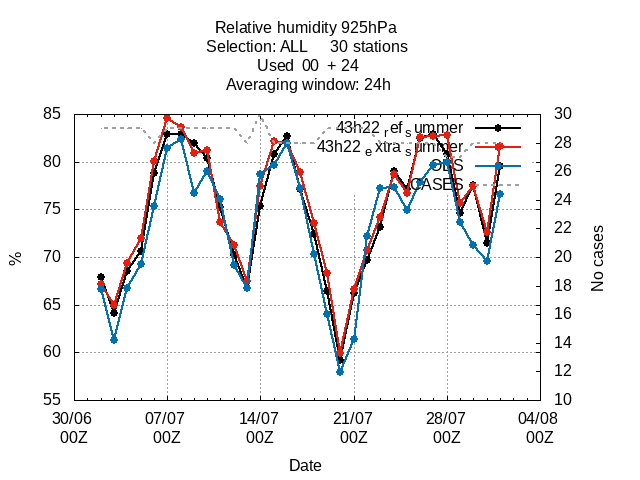 Relative humidity 925hPa
Selection: ALL 30 stations
Used 00 + 24
Averaging window: 24h
85 30
43h22_ref_summer
28
43h22_extra_summer
80 26
OBS
CASES
24
75
22
70 20
18
65
16
14
60
12
55 10
%
No cases
30/06 07/07 14/07 21/07 28/07 04/08
00Z 00Z 00Z 00Z 00Z 00Z
Date